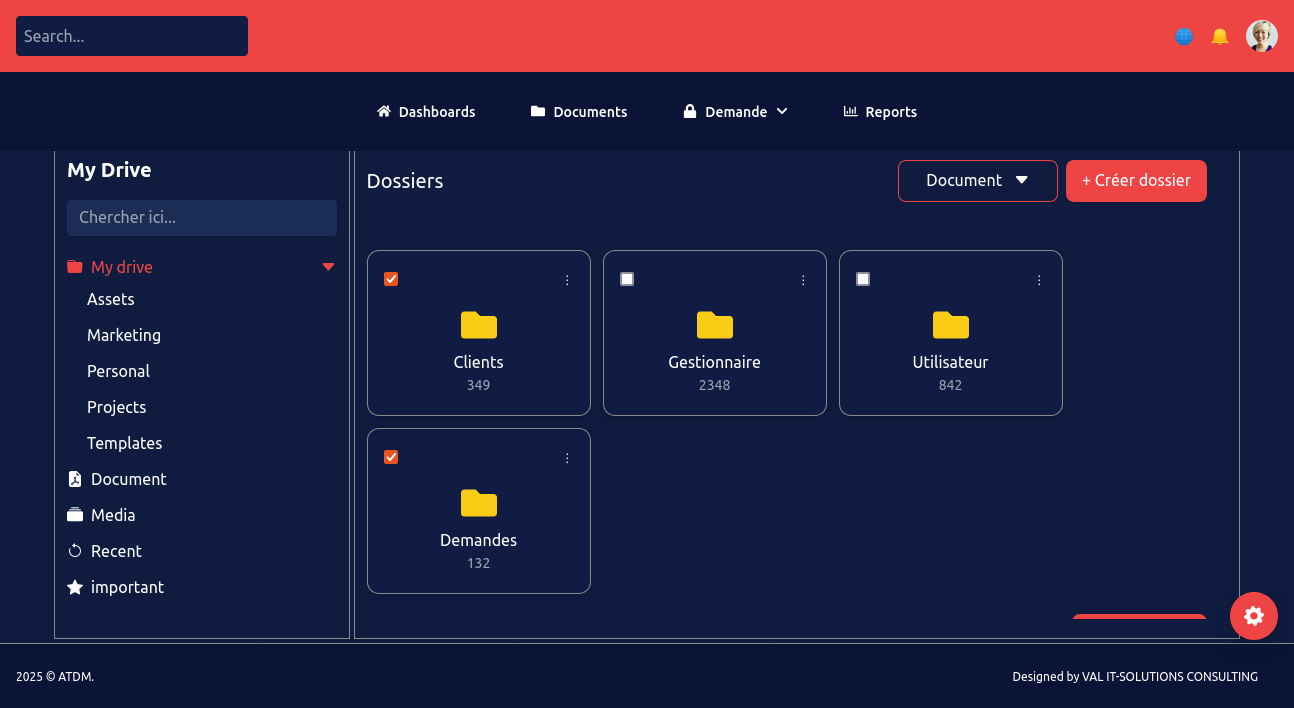 Search...
Dashboards
Documents
Demande
Reports
My Drive
Chercher ici...
My drive
Assets
Marketing
Personal
Projects
Templates
Document
Media
Recent
important
Dossiers
Document
+ Créer dossier
Clients
349
Gestionnaire
2348
Utilisateur
842
Demandes
132
2025 © ATDM.
Designed by VAL IT-SOLUTIONS CONSULTING